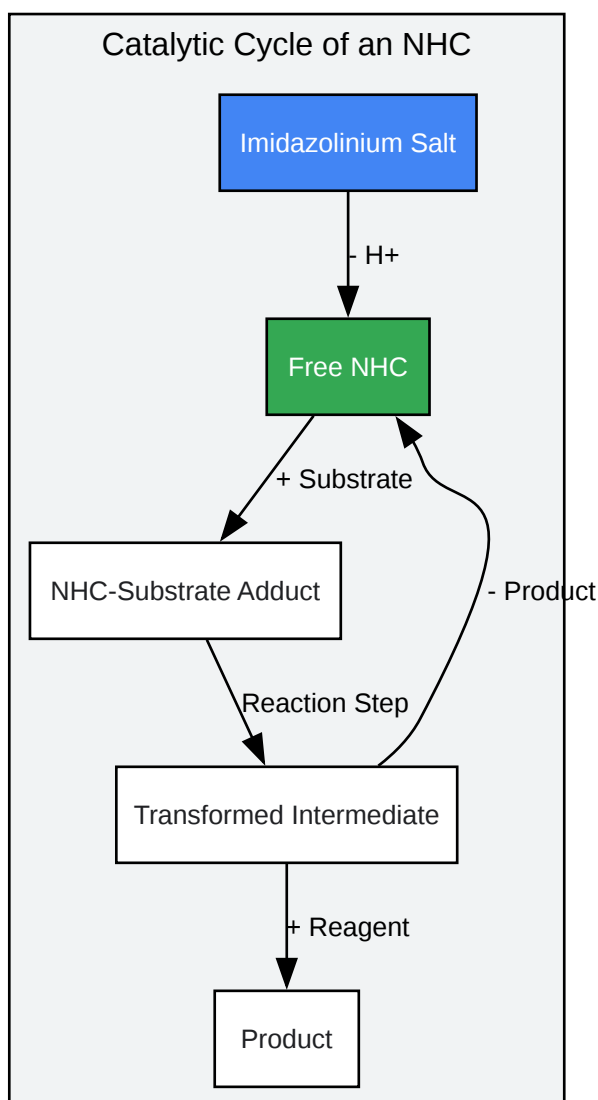 Catalytic Cycle of an NHC
Imidazolinium Salt
- H+
Free NHC
+ Substrate
NHC-Substrate Adduct
- Product
Reaction Step
Transformed Intermediate
+ Reagent
Product